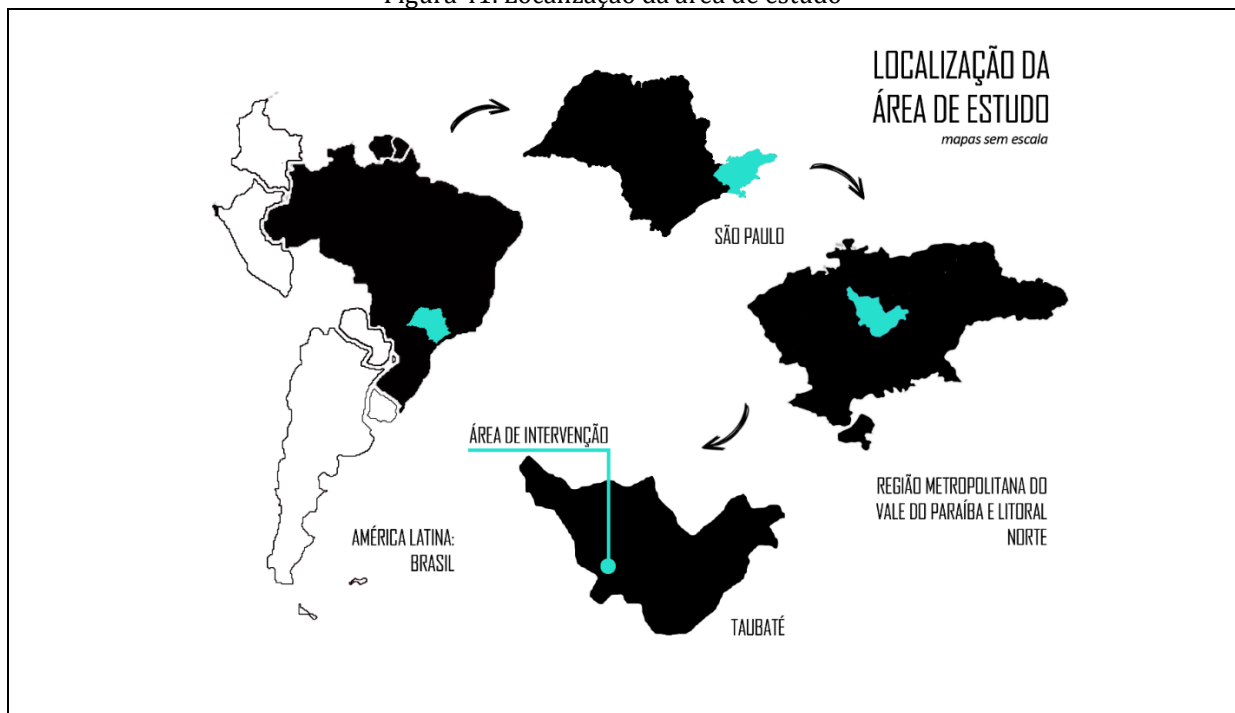 Figura 41: Localização da área de estudo
LOCALIZAÇÃO DA
ÁREA DE ESTUDO
mapas sem escala
SÃO PAULO
ÁREA DE INTERVENÇÃO
REGIÃO METROPOLITANA DO
VALE DO PARAÍBA E LITORAL
NORTE
AMÉRICA LATINA:
BRASIL
TAUBATÉ